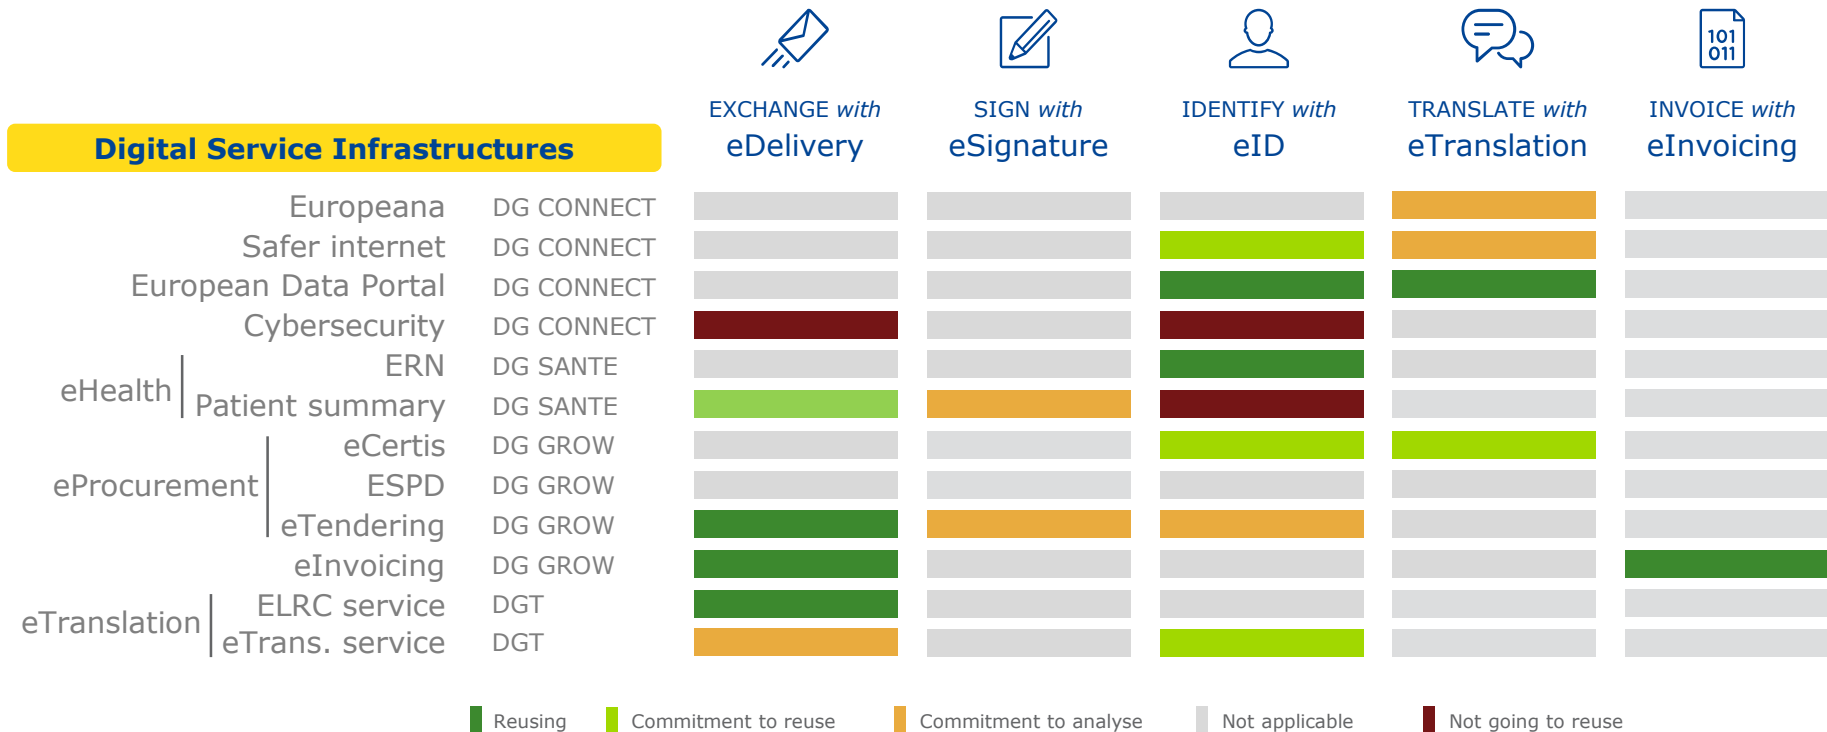 101
011
EXCHANGE with
eDelivery
SIGN with
eSignature
IDENTIFY with
eID
TRANSLATE with
eTranslation
INVOICE with
eInvoicing
Digital Service Infrastructures
Europeana DG CONNECT
Safer internet DG CONNECT
European Data Portal DG CONNECT
Cybersecurity DG CONNECT
eHealth
ERN DG SANTE
Patient summary DG SANTE
eProcurement
eCertis DG GROW
ESPD DG GROW
eTendering DG GROW
eInvoicing DG GROW
eTranslation
ELRC service DGT
eTrans. service DGT
Reusing Commitment to reuse Commitment to analyse Not applicable Not going to reuse